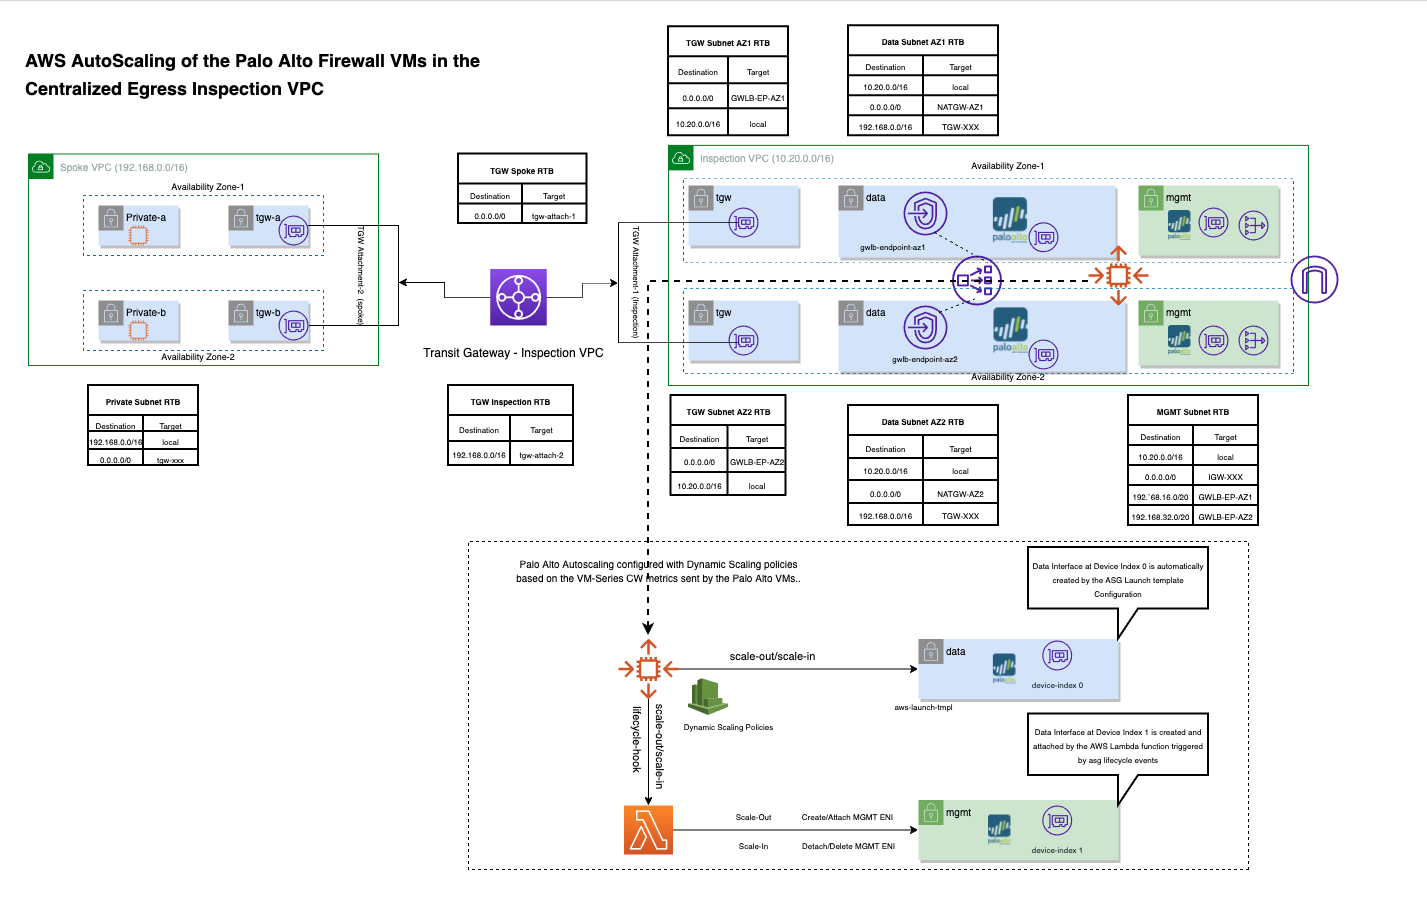 AWS AutoScaling of the Palo Alto Firewall VMs in the
Centralized Egress Inspection VPC
TGW Subnet AZ1 RTB
Destination Target
0.0.0.0/0 GWLB-EP-AZ1
10.20.0.0/16 local
Data Subnet AZ1 RTB
Destination Target
10.20.0.0/16 local
0.0.0.0/0 NATGW-AZ1
192.168.0.0/16 TGW-XXX
Spoke VPC (192.168.0.0/16)
Availability Zone-1
Private-a
tgw-a
Private-b
tgw-b
Availability Zone-2
TGW Attachment-2 (spoke)
TGW Spoke RTB
Destination Target
0.0.0.0/0 tgw-attach-1
Transit Gateway - Inspection VPC
TGW Attachment-1 (Inspection)
Inspection VPC (10.20.0.0/16)
Availability Zone-1
tgw
data
gwlb-endpoint-az1
paloalto
mgmt
paloalto
tgw
data
gwlb-endpoint-az2
paloalto
mgmt
paloalto
Availability Zone-2
Private Subnet RTB
Destination Target
192.168.0.0/16 local
0.0.0.0/0 tgw-xxx
TGW Inspection RTB
Destination Target
192.168.0.0/16 tgw-attach-2
TGW Subnet AZ2 RTB
Destination Target
0.0.0.0/0 GWLB-EP-AZ2
10.20.0.0/16 local
Data Subnet AZ2 RTB
Destination Target
10.20.0.0/16 local
0.0.0.0/0 NATGW-AZ2
192.168.0.0/16 TGW-XXX
MGMT Subnet RTB
Destination Target
10.20.0.0/16 local
0.0.0.0/0 IGW-XXX
192.`68.16.0/20 GWLB-EP-AZ1
192.168.32.0/20 GWLB-EP-AZ2
Palo Alto Autoscaling configured with Dynamic Scaling policies
based on the VM-Series CW metrics sent by the Palo Alto VMs..
Data Interface at Device Index 0 is automatically
created by the ASG Launch template
Configuration
scale-out/scale-in
Dynamic Scaling Policies
data
paloalto
device-index 0
aws-launch-tmpl
scale-out/scale-in
lifecycle-hook
Data Interface at Device Index 1 is created and
attached by the AWS Lambda function triggered
by asg lifecycle events
Scale-Out Create/Attach MGMT ENI
Scale-In Detach/Delete MGMT ENI
mgmt
paloalto
device-index 1